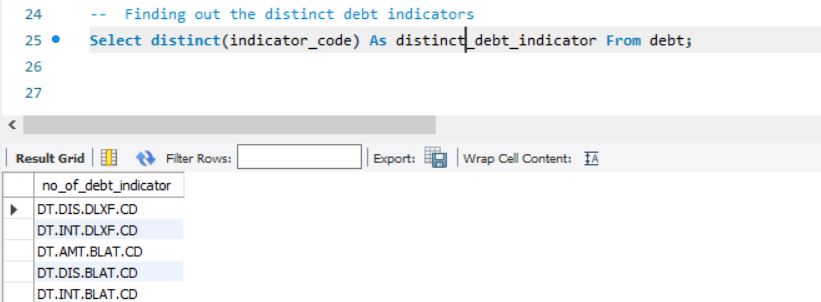 24 -- Finding out the distinct debt indicators
25 Select distinct(indicator_code) As distinct_debt_indicator From debt;
26
27
Result Grid Filter Rows: Export: Wrap Cell Content:
no_of_debt_indicator
DT.DIS.DLXF.CD
DT.INT.DLXF.CD
DT.AMT.BLAT.CD
DT.DIS.BLAT.CD
DT.INT.BLAT.CD